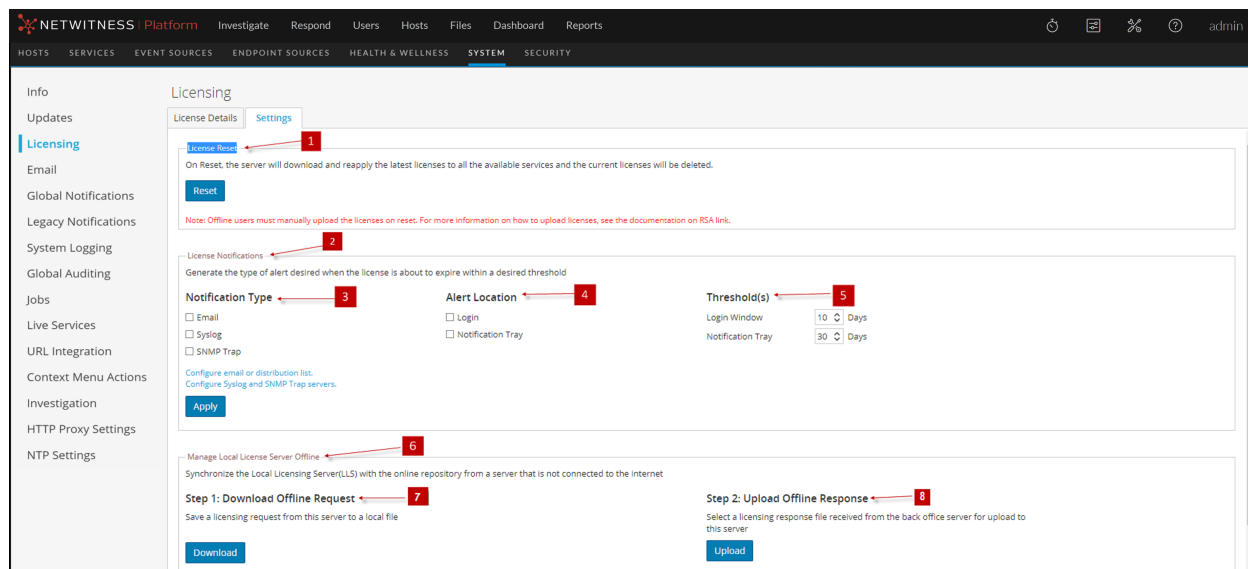 NETWITNESS | Platform Investigate Respond Users Hosts Files Dashboard Reports admin
HOSTS SERVICES EVENT SOURCES ENDPOINT SOURCES HEALTH & WELLNESS SYSTEM SECURITY
Info
Updates
Licensing
Email
Global Notifications
Legacy Notifications
System Logging
Global Auditing
Jobs
Live Services
URL Integration
Context Menu Actions
Investigation
HTTP Proxy Settings
NTP Settings
Licensing
License Details Settings
License Reset 1
On Reset, the server will download and reapply the latest licenses to all the available services and the current licenses will be deleted.
Reset
Note: Offline users must manually upload the licenses on reset. For more information on how to upload licenses, see the documentation on RSA link.
License Notifications 2
Generate the type of alert desired when the license is about to expire within a desired threshold
Notification Type 3
Email
Syslog
SNMP Trap
Alert Location 4
Login
Notification Tray
Threshold(s) 5
Login Window 10 Days
Notification Tray 30 Days
Configure email or distribution list.
Configure Syslog and SNMP Trap servers.
Apply
Manage Local License Server Offline 6
Synchronize the Local Licensing Server(LLS) with the online repository from a server that is not connected to the internet
Step 1: Download Offline Request 7
Save a licensing request from this server to a local file
Download
Step 2: Upload Offline Response 8
Select a licensing response file received from the back office server for upload to
this server
Upload